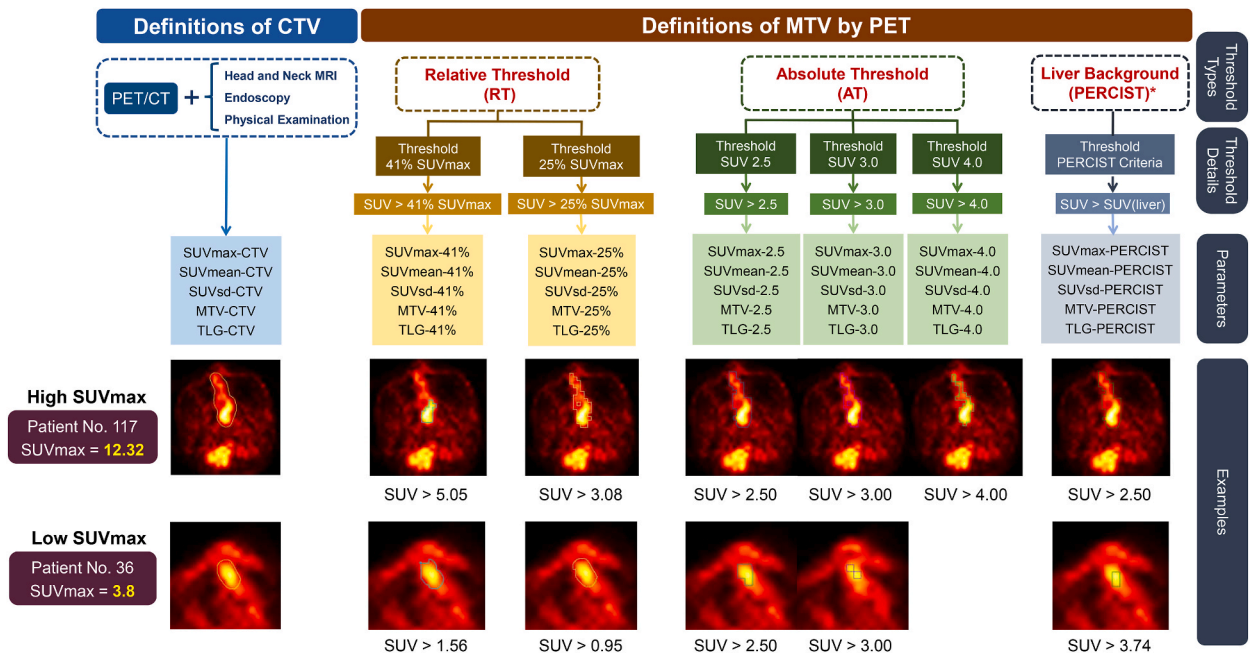 Definitions of CTV
Definitions of MTV by PET
Threshold
Types
PET/CT
+
Head and Neck MRI
Endoscopy
Physical Examination
Relative Threshold
(RT)
Absolute Threshold
(AT)
Liver Background
(PERCIST)*
Threshold
Details
Threshold
41% SUVmax
Threshold
25% SUVmax
Threshold
SUV 2.5
Threshold
SUV 3.0
Threshold
SUV 4.0
Threshold
PERCIST Criteria
SUV > 41% SUVmax
SUV > 25% SUVmax
SUV > 2.5
SUV > 3.0
SUV > 4.0
SUV > SUV(liver)
Parameters
SUVmax-CTV
SUVmean-CTV
SUVsd-CTV
MTV-CTV
TLG-CTV
SUVmax-41%
SUVmean-41%
SUVsd-41%
MTV-41%
TLG-41%
SUVmax-25%
SUVmean-25%
SUVsd-25%
MTV-25%
TLG-25%
SUVmax-2.5
SUVmean-2.5
SUVsd-2.5
MTV-2.5
TLG-2.5
SUVmax-3.0
SUVmean-3.0
SUVsd-3.0
MTV-3.0
TLG-3.0
SUVmax-4.0
SUVmean-4.0
SUVsd-4.0
MTV-4.0
TLG-4.0
SUVmax-PERCIST
SUVmean-PERCIST
SUVsd-PERCIST
MTV-PERCIST
TLG-PERCIST
Examples
High SUVmax
Patient No. 117
SUVmax = 12.32
SUV > 5.05
SUV > 3.08
SUV > 2.50
SUV > 3.00
SUV > 4.00
SUV > 2.50
Low SUVmax
Patient No. 36
SUVmax = 3.8
SUV > 1.56
SUV > 0.95
SUV > 2.50
SUV > 3.00
SUV > 3.74